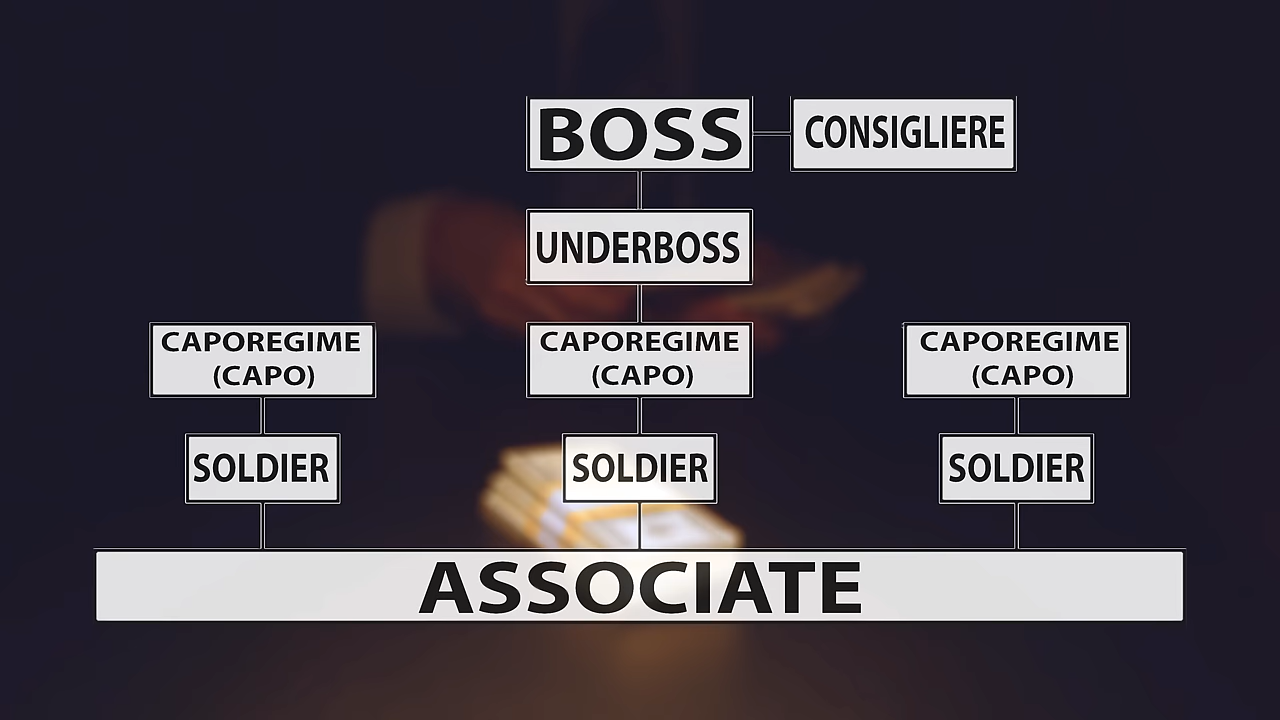 BOSS
CONSIGLIERE
UNDERBOSS
CAPOREGIME
(CAPO)
CAPOREGIME
(CAPO)
CAPOREGIME
(CAPO)
SOLDIER
SOLDIER
SOLDIER
ASSOCIATE